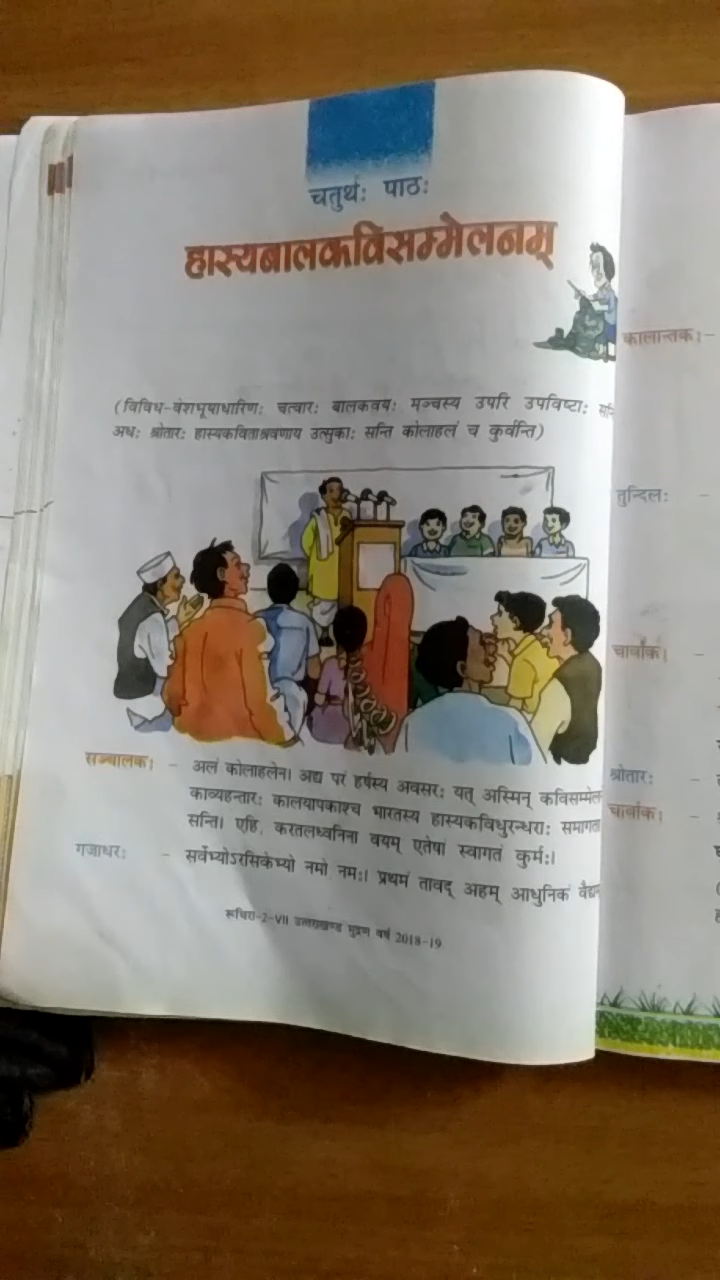 चतुर्थः पाठः
हास्यबालकविसम्मेलनम्
(विविध-वेशभूषाधारिणः चत्वारः बालकवयः मञ्चस्य उपरि उपविष्टाः
अधः श्रोतारः हास्यकविताश्रवणाय उत्सुकाः सन्ति कोलाहलं च कुर्वन्ति)
सञ्चालकः - अलं कोलाहलेन। अद्य परं हर्षस्य अवसरः यत् अस्मिन् कविसम्मेल
काव्यहन्तारः कालयापकाश्च भारतस्य हास्यकविधुरन्धराः समागता
सन्ति। एहि, करतलध्वनिना वयम् एतेषां स्वागतं कुर्मः।
गजाधरः - सर्वेभ्योऽरसिकेभ्यो नमो नमः। प्रथमं तावद् अहम् आधुनिकं वैद्य
रूचिरा-2-VII उत्तराखण्ड मुद्रण वर्ष 2018-19
कालान्तकः-
तुन्दिलः -
चार्वाकः -
श्रोतारः -
चार्वाकः -